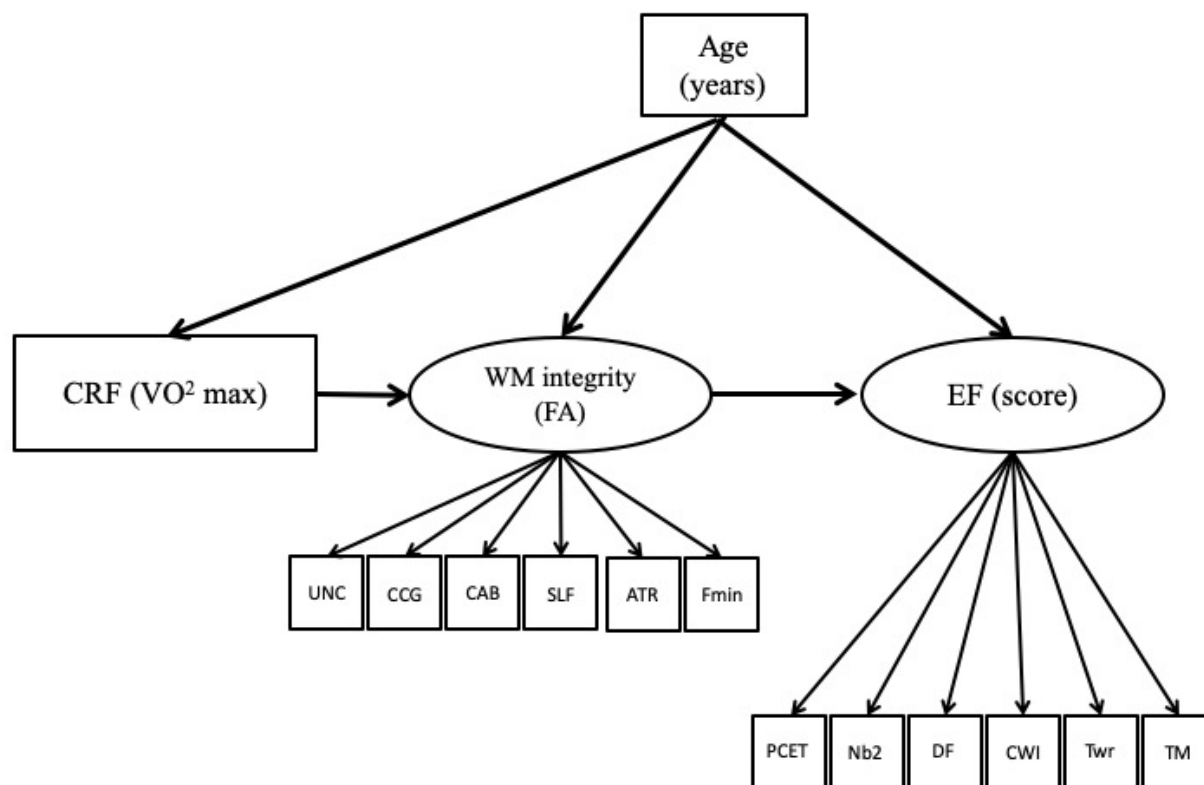 Age
(years)
CRF (VO² max)
WM integrity
(FA)
EF (score)
UNC
CCG
CAB
SLF
ATR
Fmin
PCET
Nb2
DF
CWI
Twr
TM